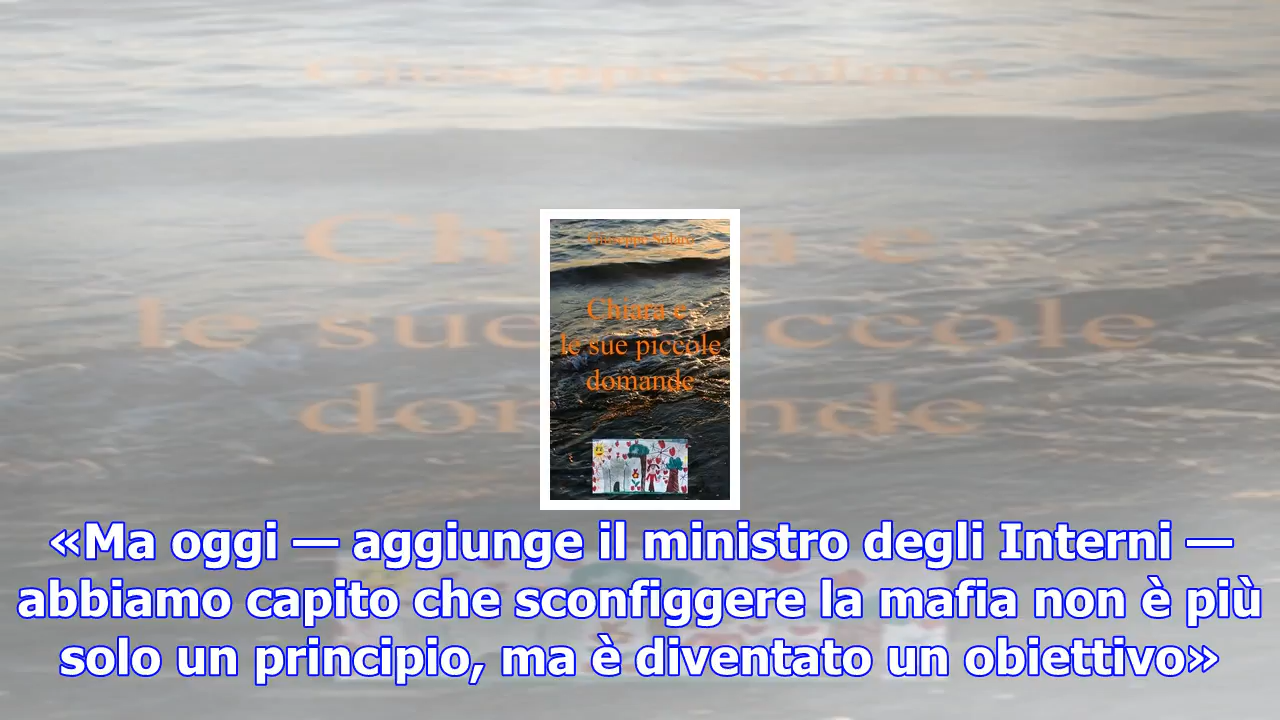 Giuseppe Solaro
Chiara e
le sue piccole
domande
«Ma oggi — aggiunge il ministro degli Interni —
abbiamo capito che sconfiggere la mafia non è più
solo un principio, ma è diventato un obiettivo»